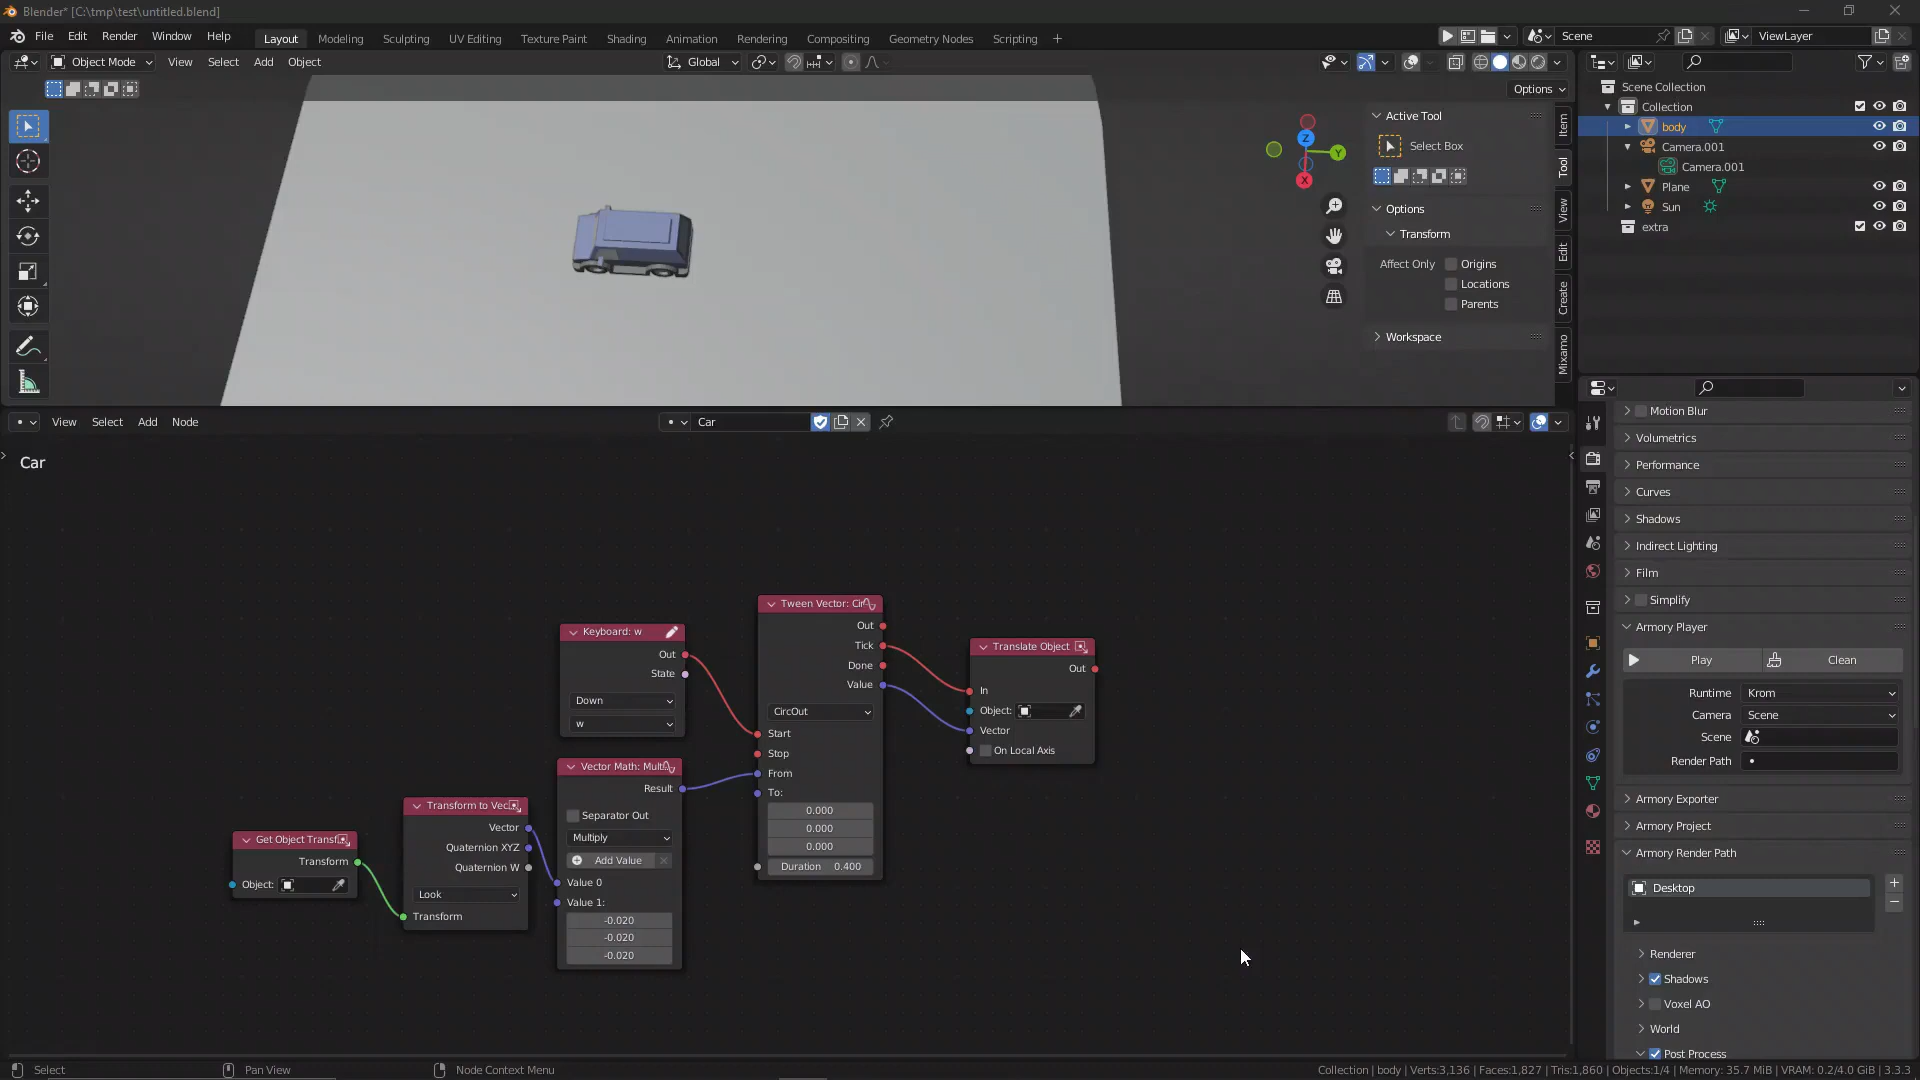 Blender* [C:\tmp\test\untitled.blend]
File Edit Render Window Help Layout Modeling Sculpting UV Editing Texture Paint Shading Animation Rendering Compositing Geometry Nodes Scripting + Scene ViewLayer
Object Mode View Select Add Object Global
Options
Active Tool
Select Box
Options
Transform
Affect Only Origins
Locations
Parents
Workspace
Z
Y
X
Item
Tool
View
Edit
Create
Mixamo
Scene Collection
Collection
body
Camera.001
Camera.001
Plane
Sun
extra
View Select Add Node Car
Car
Get Object Transf
Transform
Object:
Transform to Vec
Vector
Quaternion XYZ
Quaternion W
Look
Transform
Keyboard: w
Out
State
Down
w
Vector Math: Mult
Result
Separator Out
Multiply
Add Value
Value 0
Value 1:
-0.020
-0.020
-0.020
Tween Vector: Cir
Out
Tick
Done
Value
CircOut
Start
Stop
From
To:
0.000
0.000
0.000
Duration 0.400
Translate Object
Out
In
Object:
Vector
On Local Axis
Motion Blur
Volumetrics
Performance
Curves
Shadows
Indirect Lighting
Film
Simplify
Armory Player
Play Clean
Runtime Krom
Camera Scene
Scene
Render Path
Armory Exporter
Armory Project
Armory Render Path
Desktop
Renderer
Shadows
Voxel AO
World
Post Process
Select Pan View Node Context Menu Collection | body | Verts:3,136 | Faces:1,827 | Tris:1,860 | Objects:1/4 | Memory: 35.7 MiB | VRAM: 0.2/4.0 GiB | 3.3.3